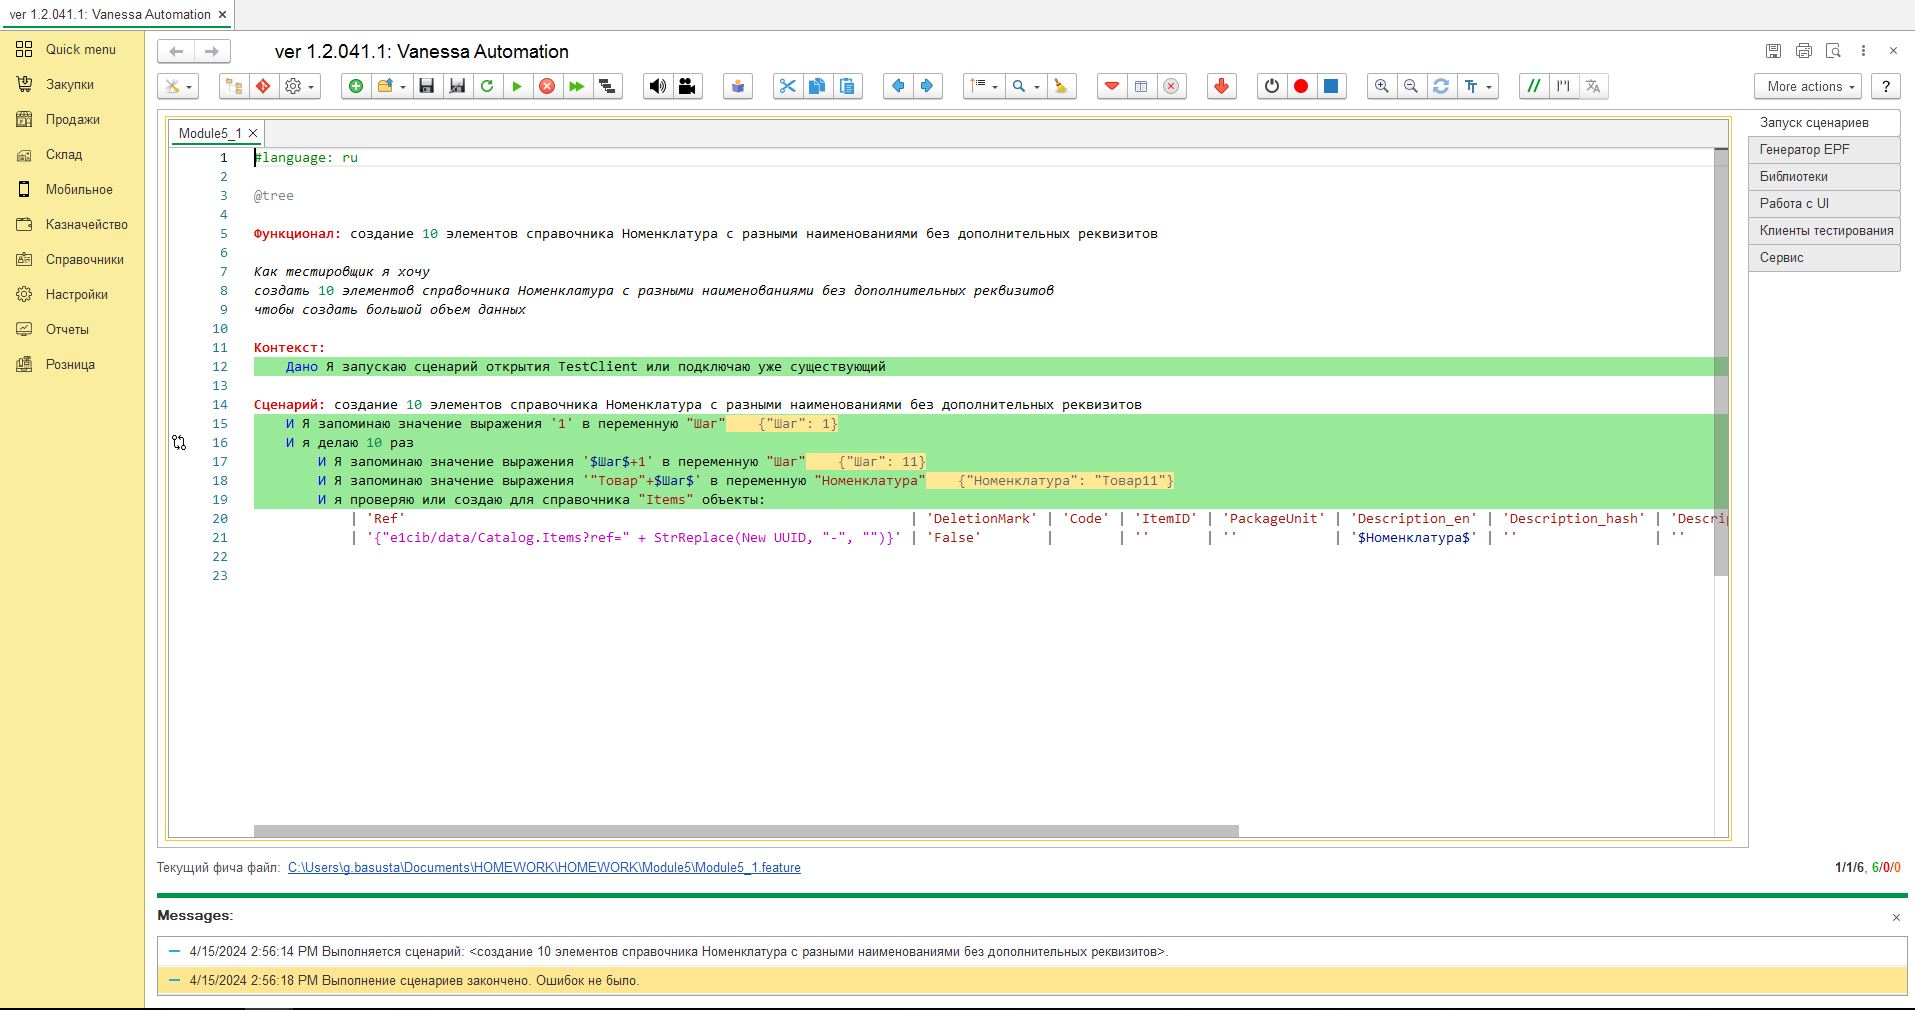 ver 1.2.041.1: Vanessa Automation ×
Quick menu
Закупки
Продажи
Склад
Мобильное
Казначейство
Справочники
Настройки
Отчеты
Розница
ver 1.2.041.1: Vanessa Automation
More actions
?
Module5_1 ×
1 #language: ru
2
3 @tree
4
5 Функционал: создание 10 элементов справочника Номенклатура с разными наименованиями без дополнительных реквизитов
6
7 Как тестировщик я хочу
8 создать 10 элементов справочника Номенклатура с разными наименованиями без дополнительных реквизитов
9 чтобы создать большой объем данных
10
11 Контекст:
12 Дано Я запускаю сценарий открытия TestClient или подключаю уже существующий
13
14 Сценарий: создание 10 элементов справочника Номенклатура с разными наименованиями без дополнительных реквизитов
15 И Я запоминаю значение выражения '1' в переменную "Шаг" {"Шаг": 1}
16 И я делаю 10 раз
17 И Я запоминаю значение выражения '$Шаг$+1' в переменную "Шаг" {"Шаг": 11}
18 И Я запоминаю значение выражения '"Товар"+$Шаг$' в переменную "Номенклатура" {"Номенклатура": "Товар11"}
19 И я проверяю или создаю для справочника "Items" объекты:
20 | 'Ref' | 'DeletionMark' | 'Code' | 'ItemID' | 'PackageUnit' | 'Description_en' | 'Description_hash' | 'Descri
21 | '{"e1cib/data/Catalog.Items?ref=" + StrReplace(New UUID, "-", "")}' | 'False' | | '' | '' | '$Номенклатура$' | '' | ''
22
23
Запуск сценариев
Генератор EPF
Библиотеки
Работа с UI
Клиенты тестирования
Сервис
Текущий фича файл: C:\Users\g.basusta\Documents\HOMEWORK\HOMEWORK\Module5\Module5_1.feature
1/1/6, 6/0/0
Messages:
4/15/2024 2:56:14 PM Выполняется сценарий: <создание 10 элементов справочника Номенклатура с разными наименованиями без дополнительных реквизитов>.
4/15/2024 2:56:18 PM Выполнение сценариев закончено. Ошибок не было.